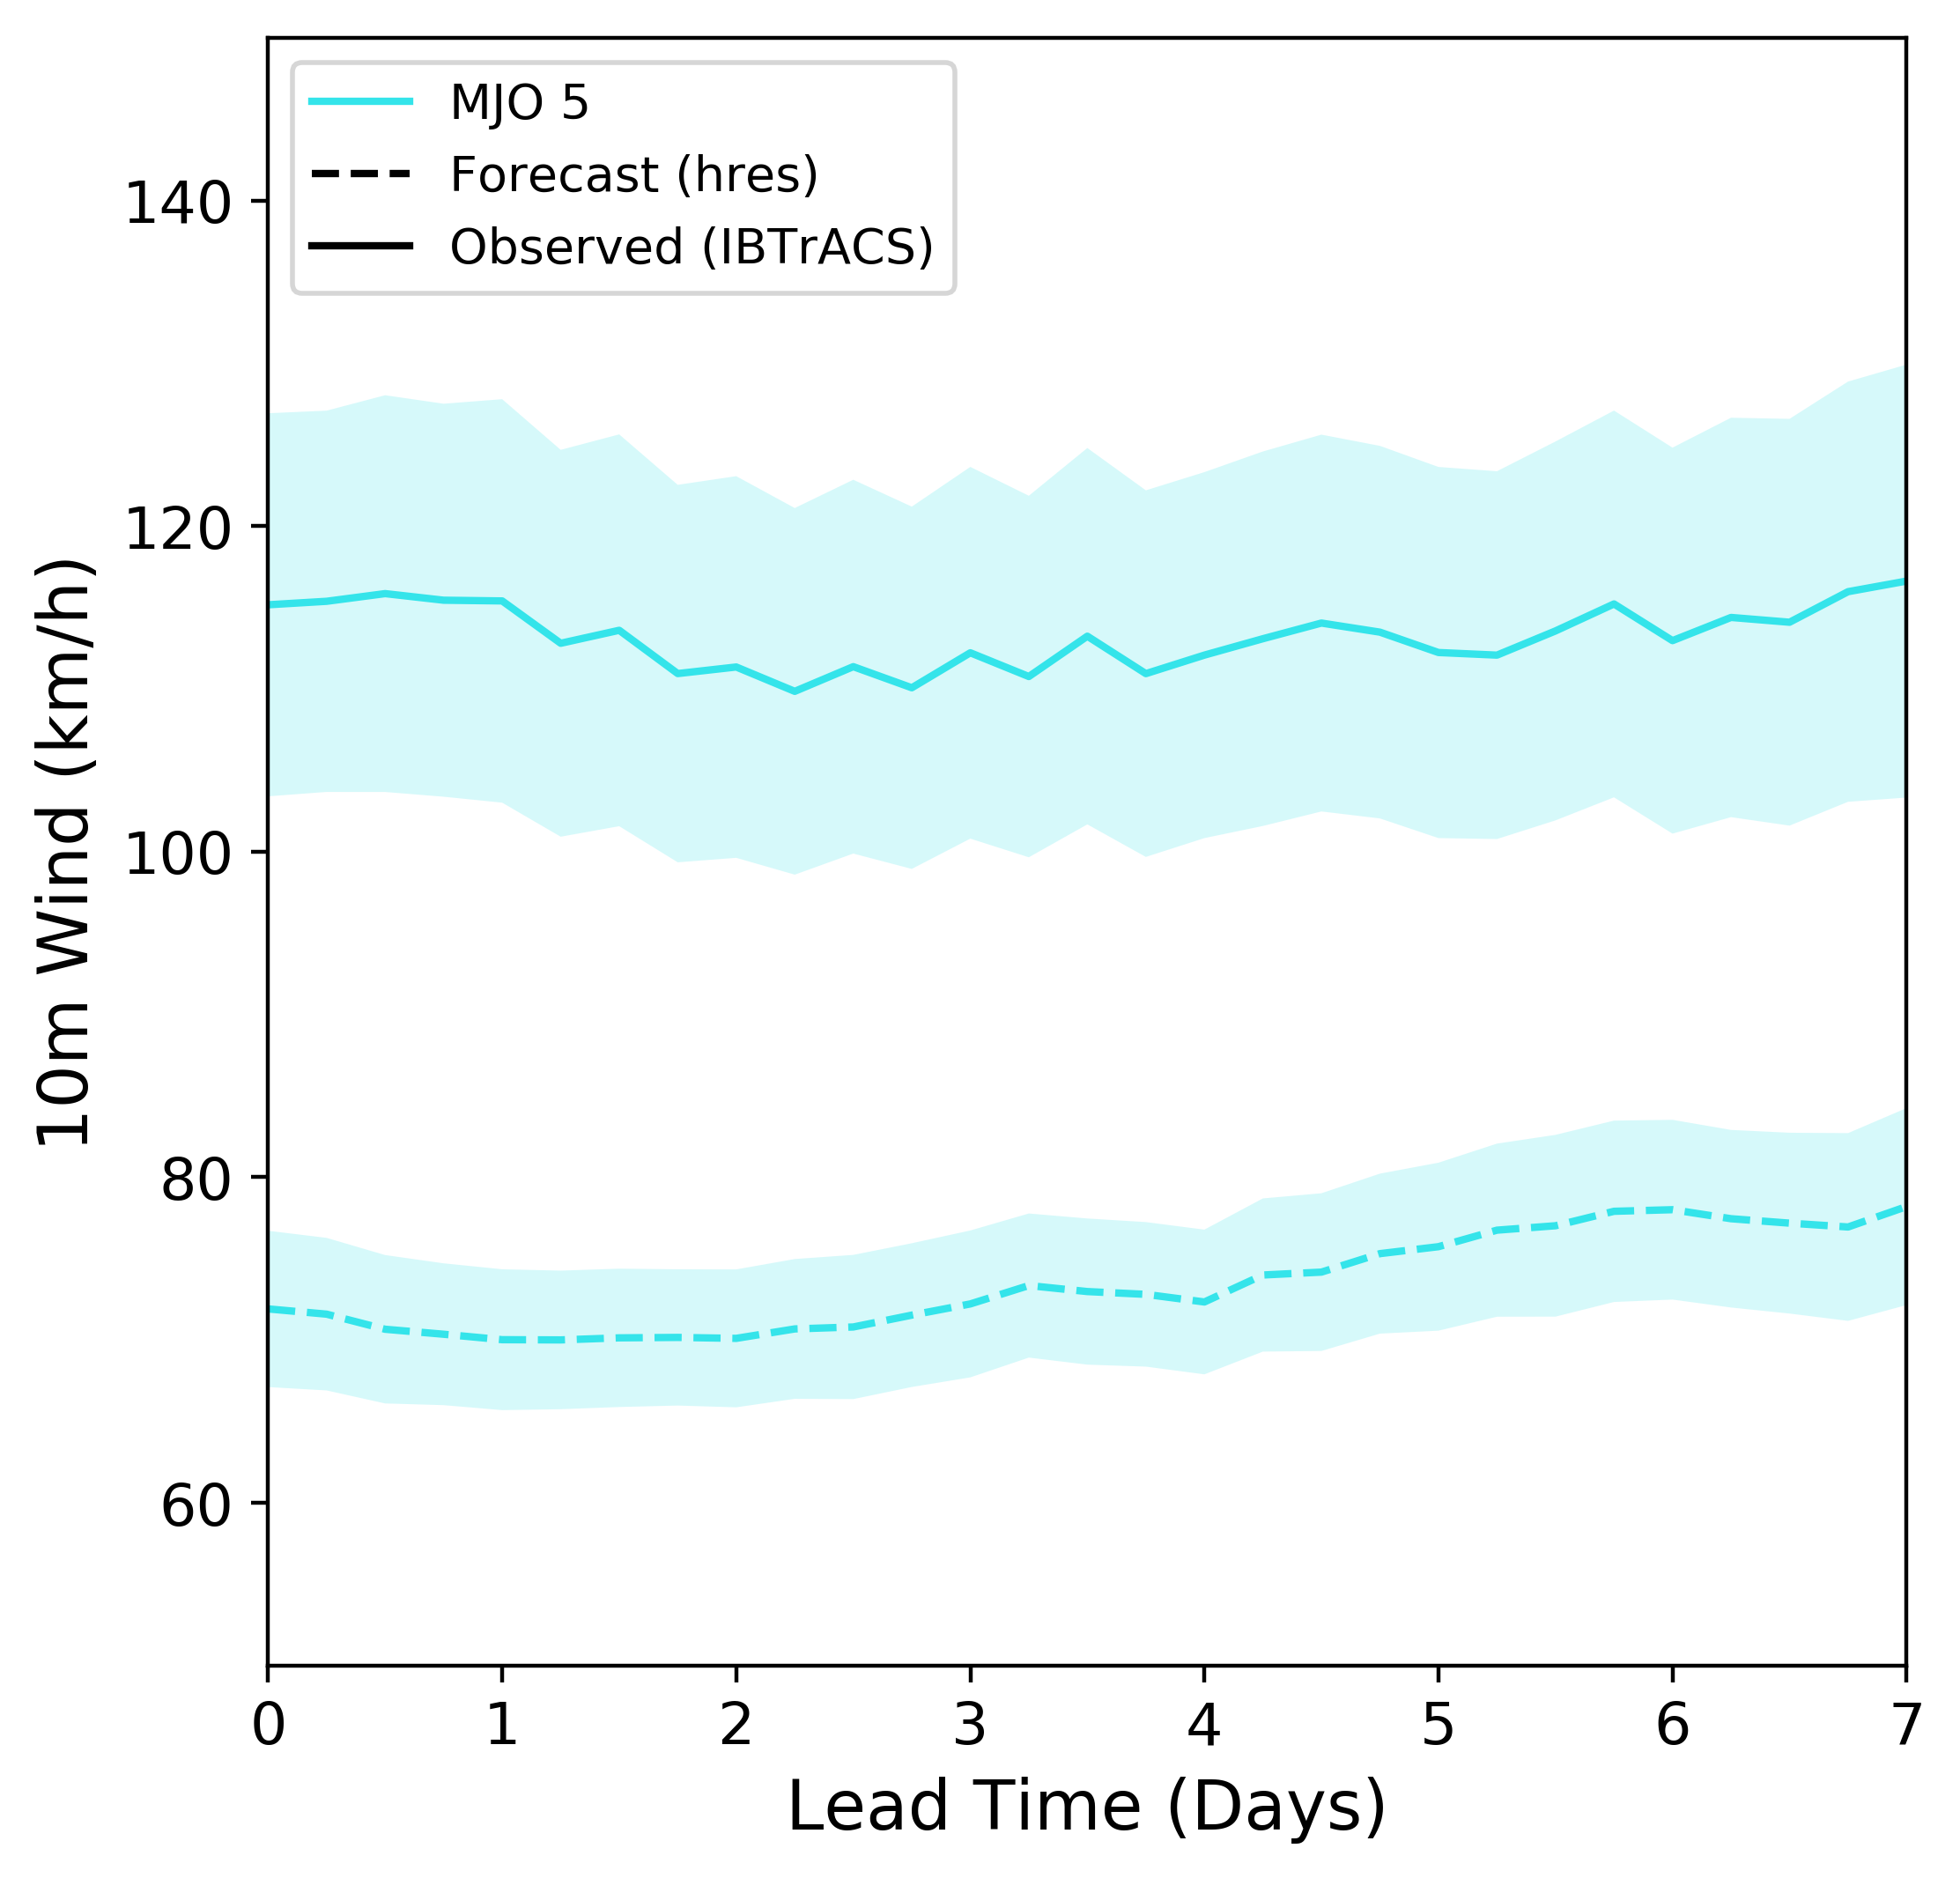 MJO 5
Forecast (hres)
Observed (IBTrACS)
140
120
100
80
60
10m Wind (km/h)
0 1 2 3 4 5 6 7
Lead Time (Days)